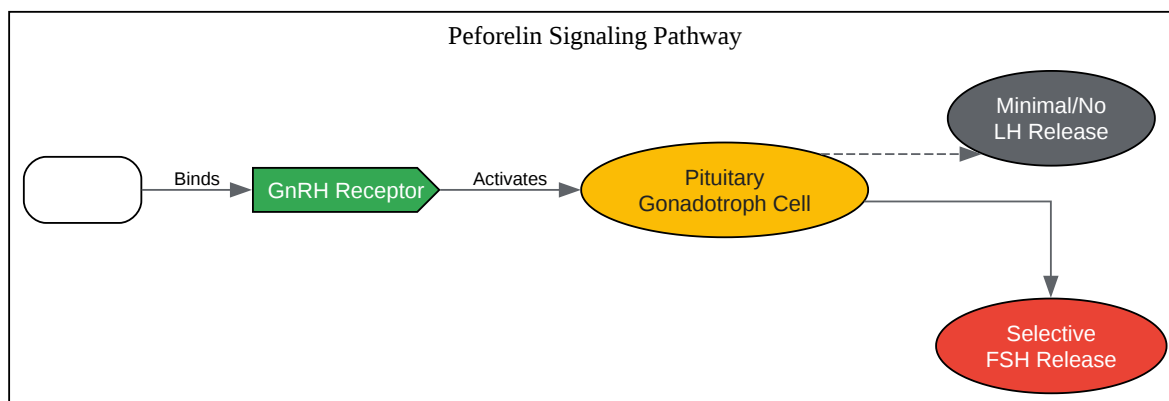 Peforelin Signaling Pathway
Binds
GnRH Receptor
Activates
Pituitary
Gonadotroph Cell
Minimal/No
LH Release
Selective
FSH Release